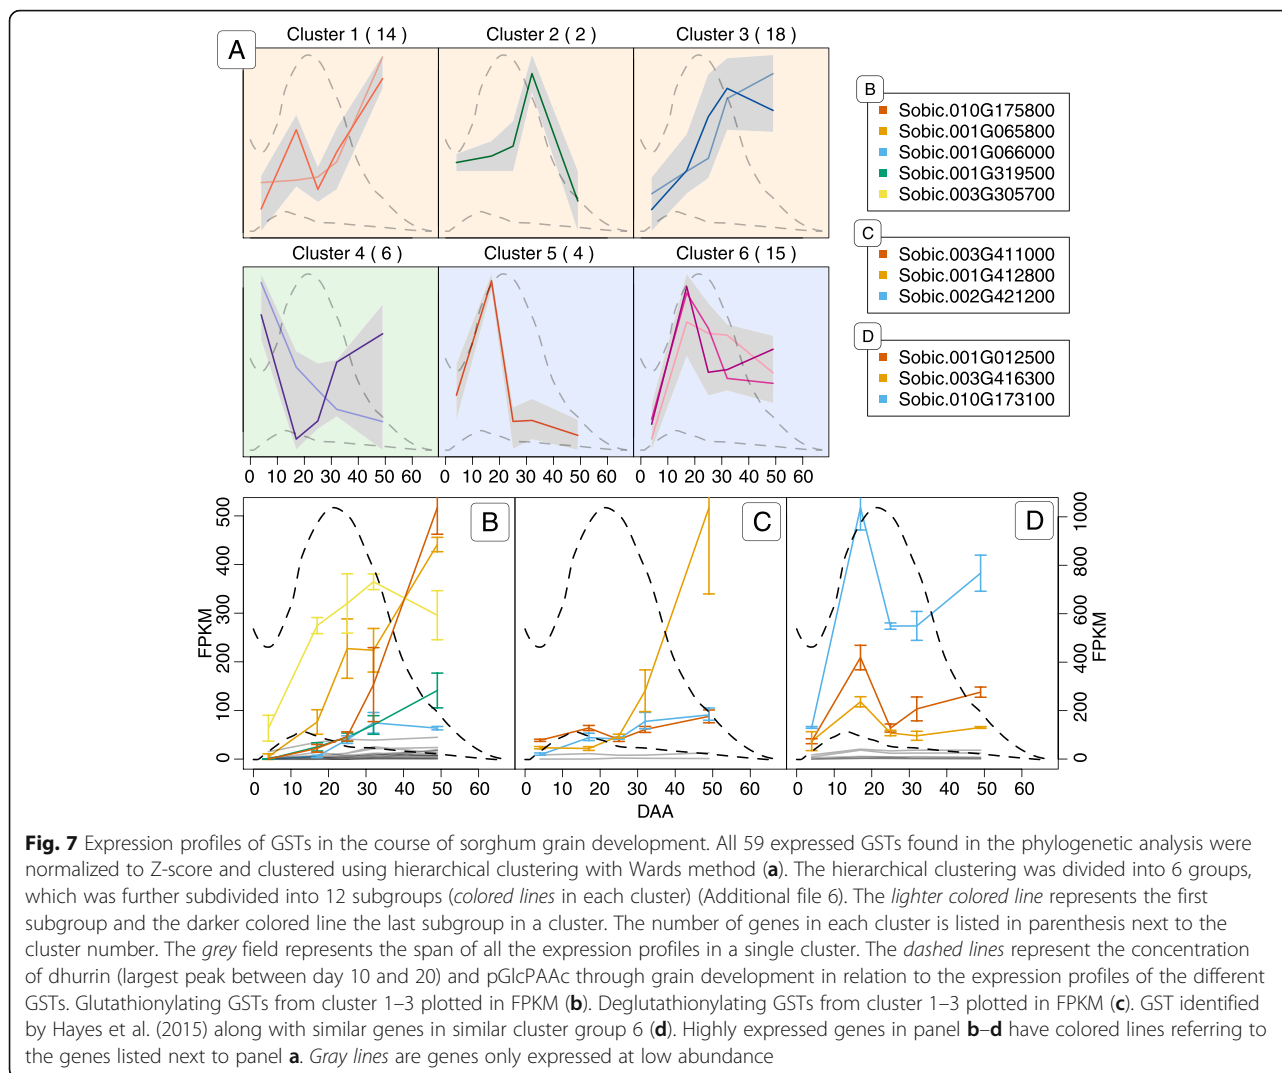 A
Cluster 1 ( 14 )
Cluster 2 ( 2 )
Cluster 3 ( 18 )
B
Sobic.010G175800
Sobic.001G065800
Sobic.001G066000
Sobic.001G319500
Sobic.003G305700
C
Sobic.003G411000
Sobic.001G412800
Sobic.002G421200
D
Sobic.001G012500
Sobic.003G416300
Sobic.010G173100
Cluster 4 ( 6 )
Cluster 5 ( 4 )
Cluster 6 ( 15 )
0 10 20 30 40 50 60
0 10 20 30 40 50 60
0 10 20 30 40 50 60
B
C
D
FPKM
500
400
300
200
100
0
FPKM
1000
800
600
400
200
0
0 10 20 30 40 50 60
0 10 20 30 40 50 60
0 10 20 30 40 50 60
DAA
Fig. 7 Expression profiles of GSTs in the course of sorghum grain development. All 59 expressed GSTs found in the phylogenetic analysis were
normalized to Z-score and clustered using hierarchical clustering with Wards method (a). The hierarchical clustering was divided into 6 groups,
which was further subdivided into 12 subgroups (colored lines in each cluster) (Additional file 6). The lighter colored line represents the first
subgroup and the darker colored line the last subgroup in a cluster. The number of genes in each cluster is listed in parenthesis next to the
cluster number. The grey field represents the span of all the expression profiles in a single cluster. The dashed lines represent the concentration
of dhurrin (largest peak between day 10 and 20) and pGlcPAAc through grain development in relation to the expression profiles of the different
GSTs. Glutathionylating GSTs from cluster 1–3 plotted in FPKM (b). Deglutathionylating GSTs from cluster 1–3 plotted in FPKM (c). GST identified
by Hayes et al. (2015) along with similar genes in similar cluster group 6 (d). Highly expressed genes in panel b–d have colored lines referring to
the genes listed next to panel a. Gray lines are genes only expressed at low abundance